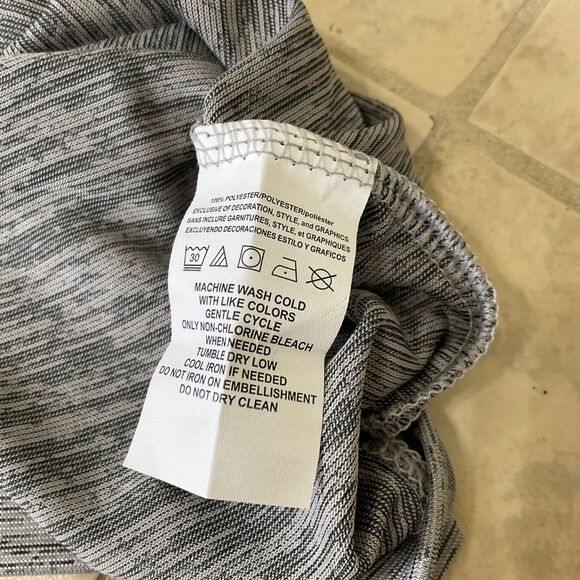 100% POLYESTER/POLYESTER/poliéster
EXCLUSIVE OF DECORATION, STYLE, and GRAPHICS
SANS INCLURE GARNITURES, STYLE, et GRAPHIQUES
EXCLUYENDO DECORACIONES ESTILO Y GRAFICOS
30
MACHINE WASH COLD
WITH LIKE COLORS
GENTLE CYCLE
ONLY NON-CHLORINE BLEACH
WHEN NEEDED
TUMBLE DRY LOW
COOL IRON IF NEEDED
DO NOT IRON ON EMBELLISHMENT
DO NOT DRY CLEAN